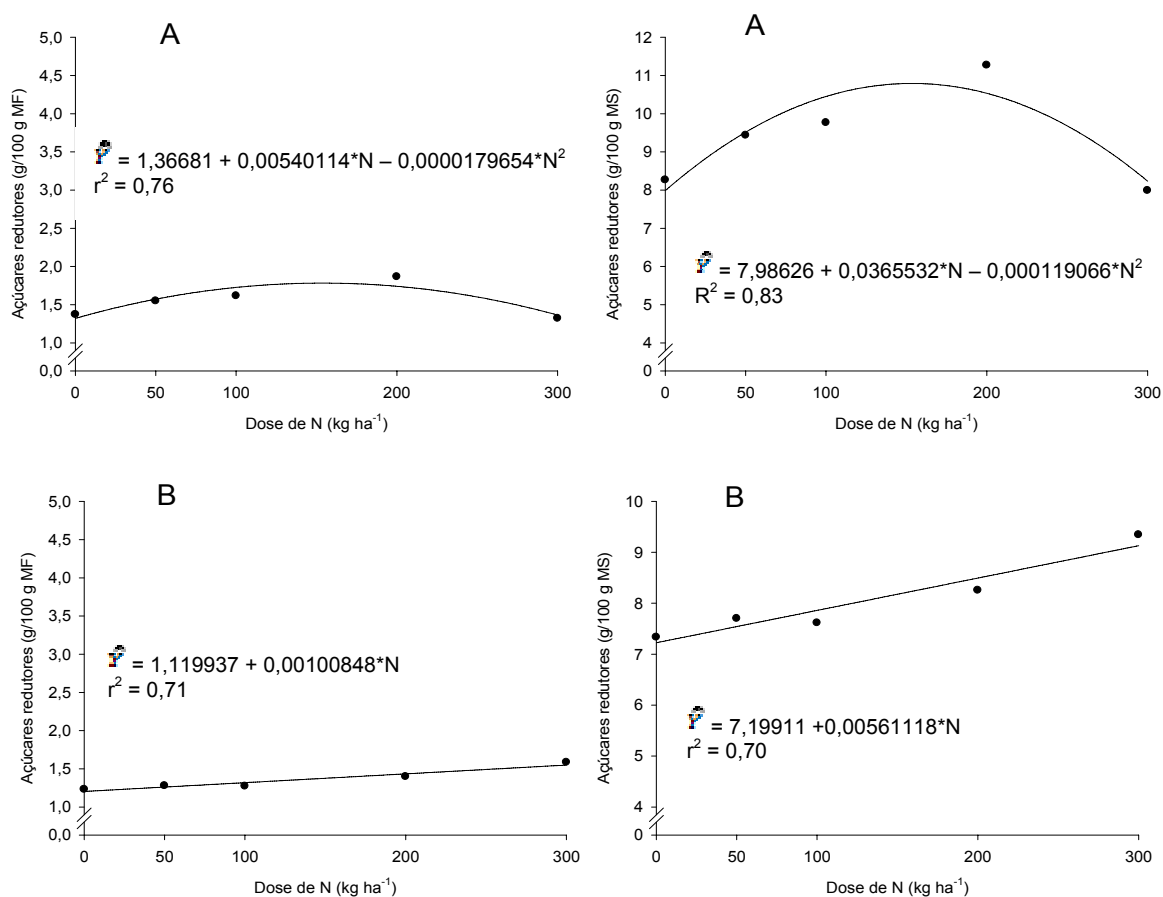 A
Açúcares redutores (g/100 g MF)
5,0
4,5
4,0
3,5
3,0
2,5
2,0
1,5
1,0
0,0
Ŷ = 1,36681 + 0,00540114*N – 0,0000179654*N²
r² = 0,76
0 50 100 200 300
Dose de N (kg ha⁻¹)
A
Açúcares redutores (g/100 g MS)
12
11
10
9
8
7
6
5
4
0
Ŷ = 7,98626 + 0,0365532*N – 0,000119066*N²
R² = 0,83
0 50 100 200 300
Dose de N (kg ha⁻¹)
B
Açúcares redutores (g/100 g MF)
5,0
4,5
4,0
3,5
3,0
2,5
2,0
1,5
1,0
0,0
Ŷ = 1,119937 + 0,00100848*N
r² = 0,71
0 50 100 200 300
Dose de N (kg ha⁻¹)
B
Açúcares redutores (g/100 g MS)
10
9
8
7
6
5
4
0
Ŷ = 7,19911 +0,00561118*N
r² = 0,70
0 50 100 200 300
Dose de N (kg ha⁻¹)